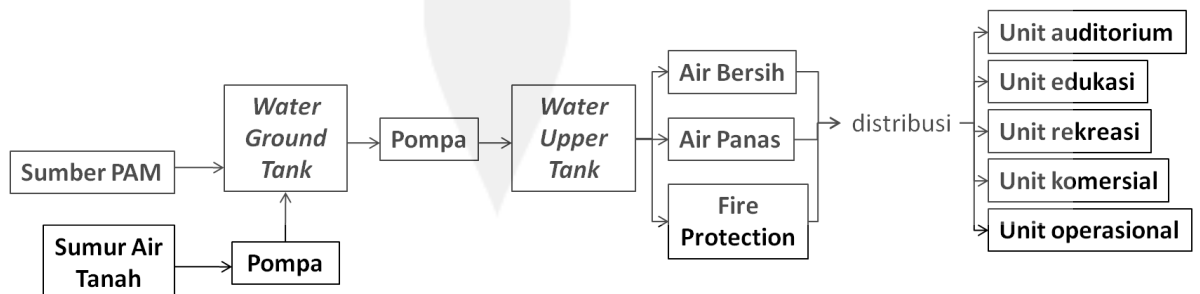 Sumber PAM
Sumur Air
Tanah
Pompa
Water
Ground
Tank
Pompa
Water
Upper
Tank
Air Bersih
Air Panas
Fire
Protection
distribusi
Unit auditorium
Unit edukasi
Unit rekreasi
Unit komersial
Unit operasional